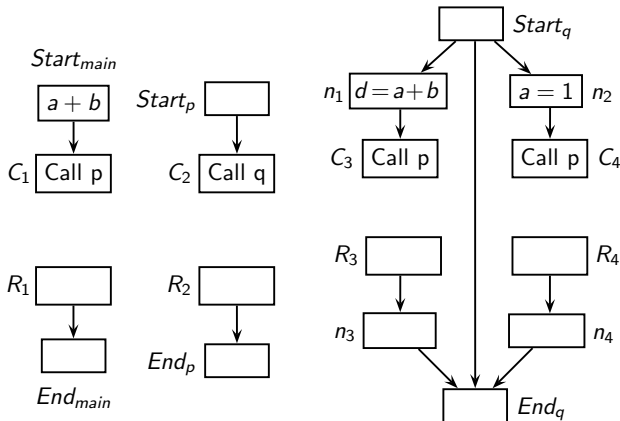 Start_q
Start_main
a + b
Start_p
n_1 d = a+b
a = 1 n_2
C_1 Call p
C_2 Call q
C_3 Call p
Call p C_4
R_1
R_2
R_3
R_4
n_3
n_4
End_p
End_main
End_q